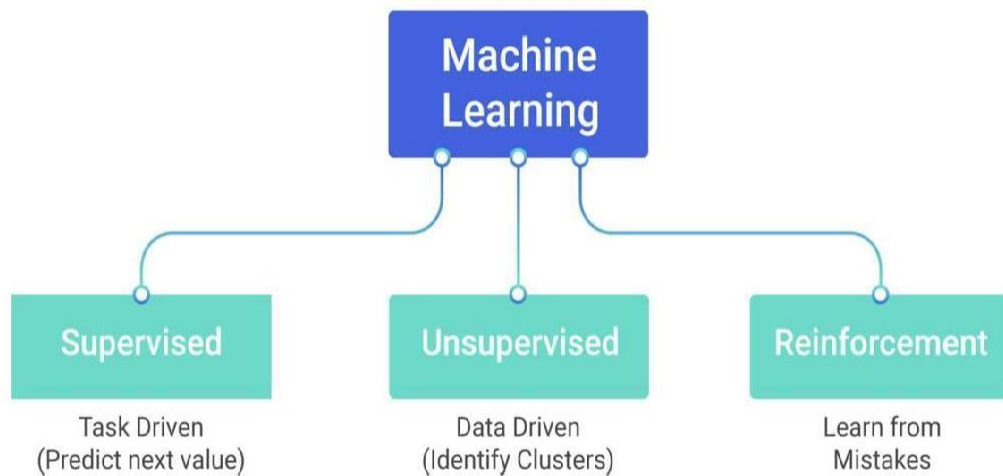 Machine
Learning
Supervised
Unsupervised
Reinforcement
Task Driven
(Predict next value)
Data Driven
(Identify Clusters)
Learn from
Mistakes